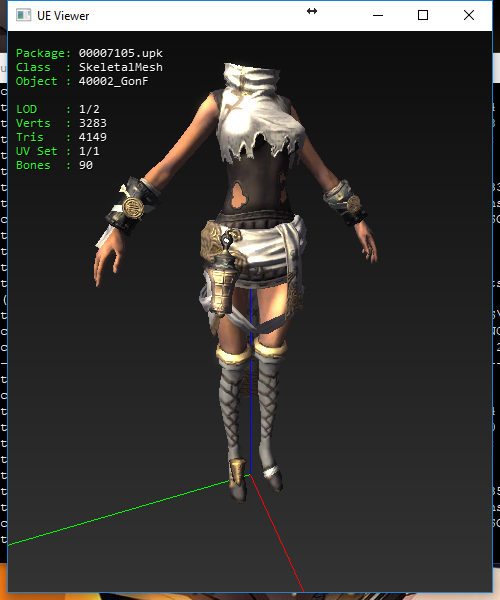 UE Viewer
Package: 00007105.upk
Class : SkeletalMesh
Object : 40002_GonF
LOD : 1/2
Verts : 3283
Tris : 4149
UV Set : 1/1
Bones : 90